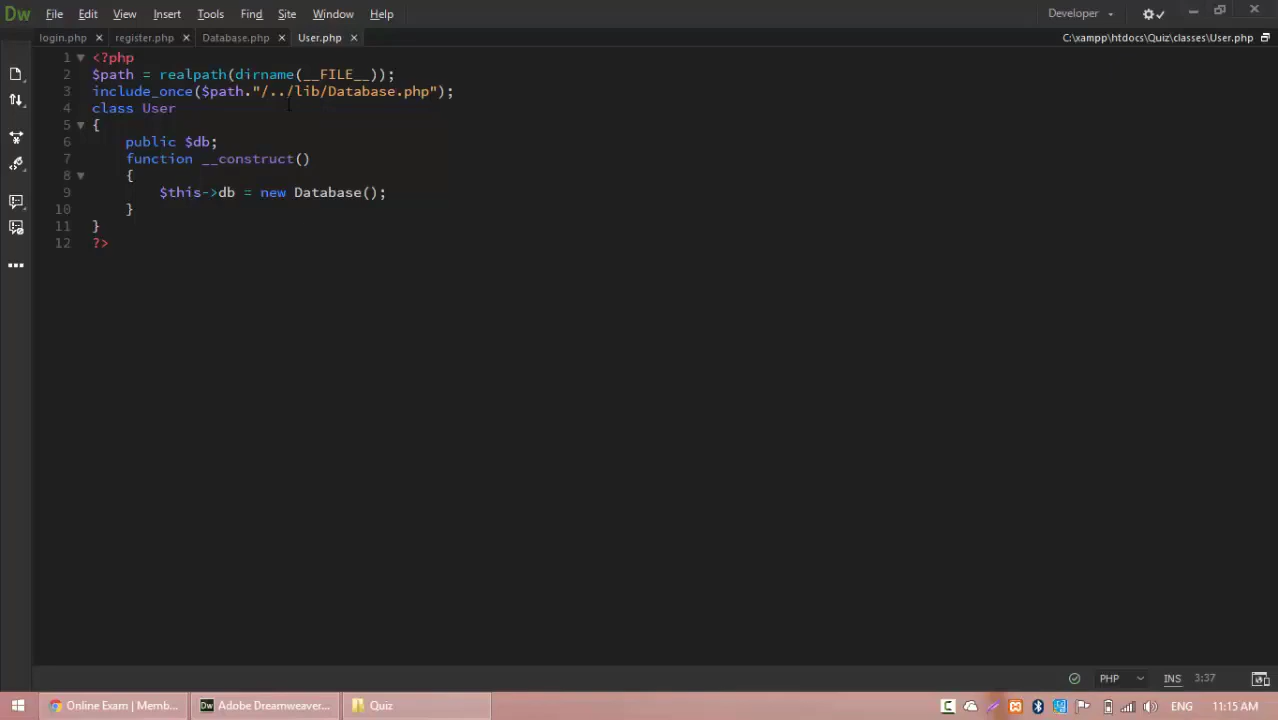 Dw File Edit View Insert Tools Find Site Window Help Developer
login.php register.php Database.php User.php C:\xampp\htdocs\Quiz\classes\User.php
1 <?php
2 $path = realpath(dirname(__FILE__));
3 include_once($path."/../lib/Database.php");
4 class User
5 {
6 public $db;
7 function __construct()
8 {
9 $this->db = new Database();
10 }
11 }
12 ?>
PHP INS 3:37
Online Exam | Memb... Dw Adobe Dreamweaver... Quiz ENG 11:15 AM